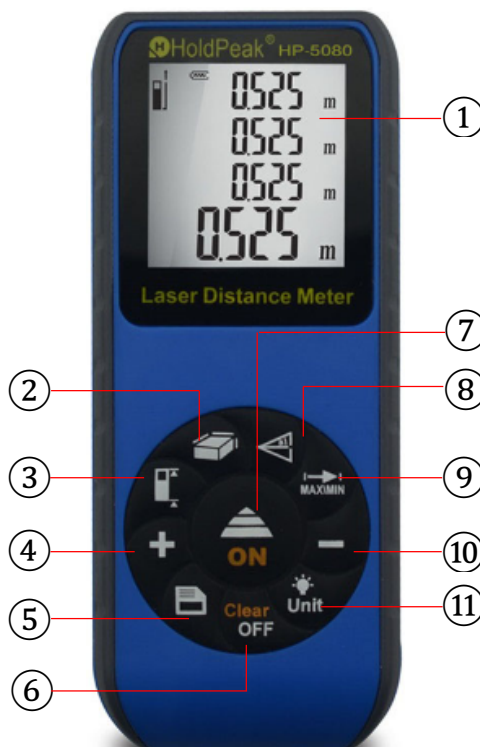 HoldPeak® HP-5080
0.525 m
0.525 m
0.525 m
0.525 m
Laser Distance Meter
①
②
③
④
⑤
⑥
⑦
⑧
⑨
⑩
⑪
x1
MAX\MIN
+
ON
−
Clear
OFF
Unit